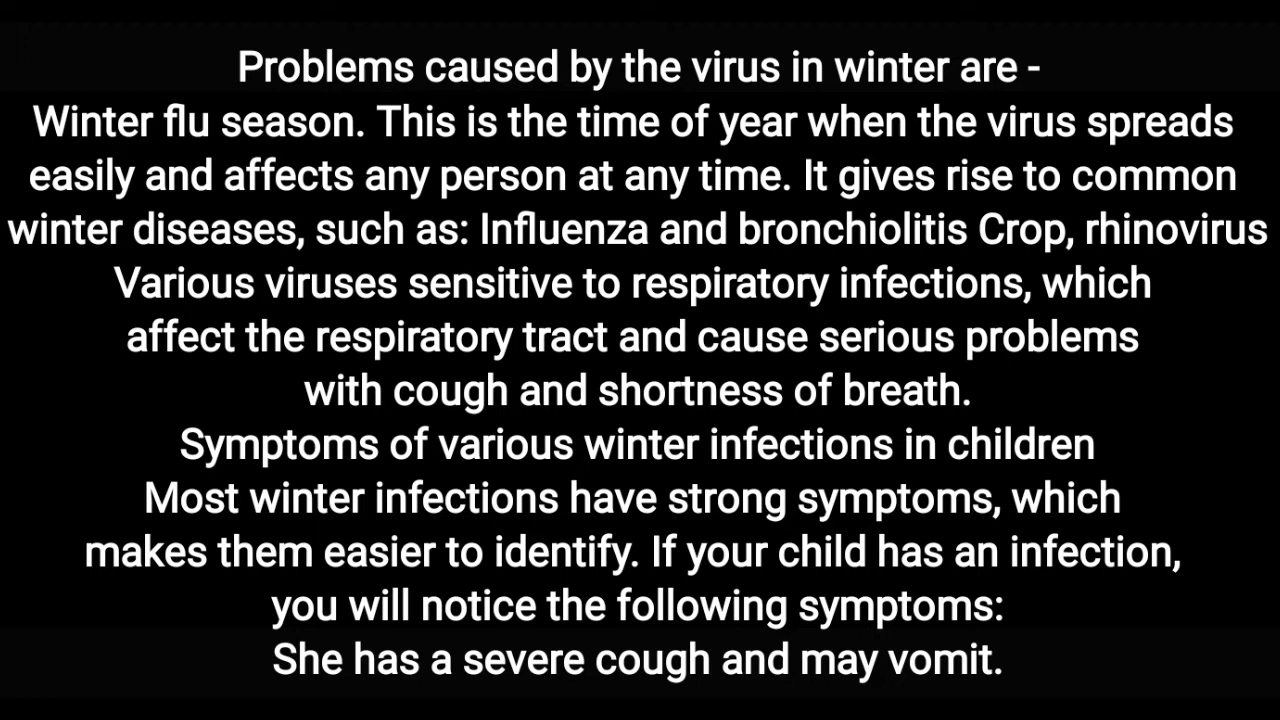 Problems caused by the virus in winter are -
Winter flu season. This is the time of year when the virus spreads
easily and affects any person at any time. It gives rise to common
winter diseases, such as: Influenza and bronchiolitis Crop, rhinovirus
Various viruses sensitive to respiratory infections, which
affect the respiratory tract and cause serious problems
with cough and shortness of breath.
Symptoms of various winter infections in children
Most winter infections have strong symptoms, which
makes them easier to identify. If your child has an infection,
you will notice the following symptoms:
She has a severe cough and may vomit.